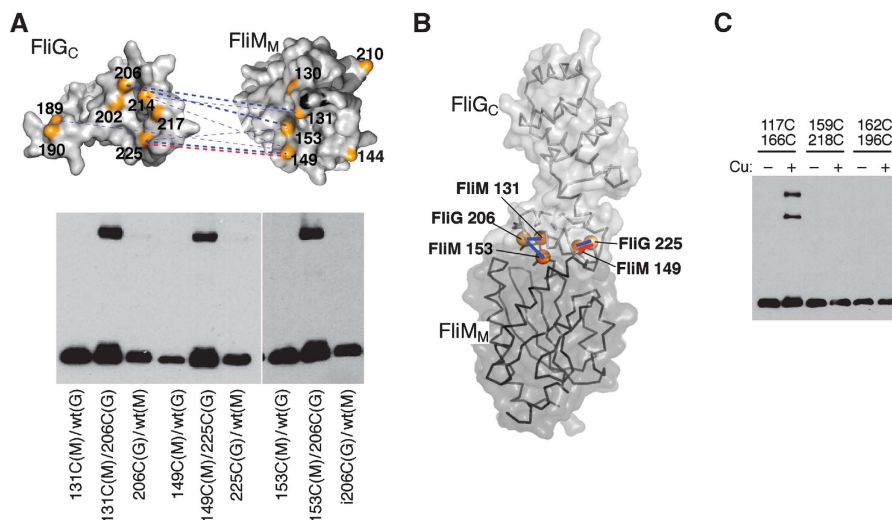 A
FliGC
FliMM
206
210
130
189
202
214
131
217
153
190
225
149
144
131C(M)/wt(G)
131C(M)/206C(G)
206C(G)/wt(M)
149C(M)/wt(G)
149C(M)/225C(G)
225C(G)/wt(M)
153C(M)/wt(G)
153C(M)/206C(G)
i206C(G)/wt(M)
B
FliGC
FliM 131
FliG 206
FliM 153
FliG 225
FliM 149
FliMM
C
117C 159C 162C
166C 218C 196C
Cu: – + – + – +